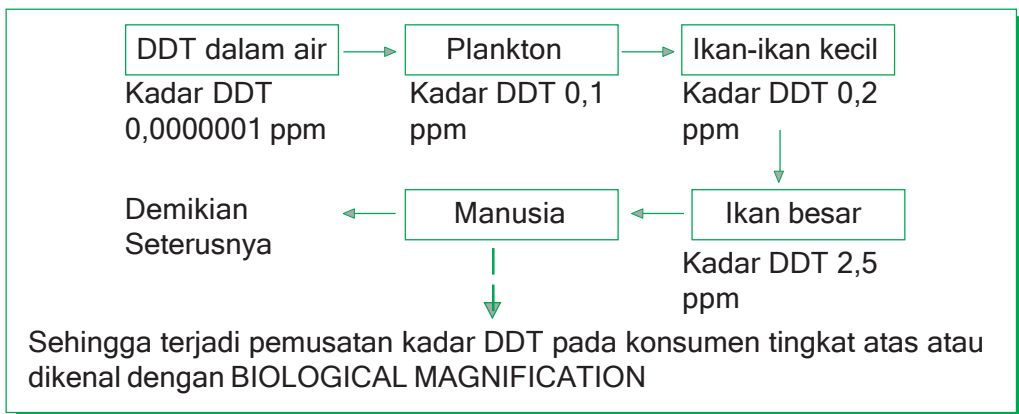 DDT dalam air
Plankton
Ikan-ikan kecil
Kadar DDT
0,0000001 ppm
Kadar DDT 0,1
ppm
Kadar DDT 0,2
ppm
Ikan besar
Kadar DDT 2,5
ppm
Manusia
Demikian
Seterusnya
Sehingga terjadi pemusatan kadar DDT pada konsumen tingkat atas atau
dikenal dengan BIOLOGICAL MAGNIFICATION